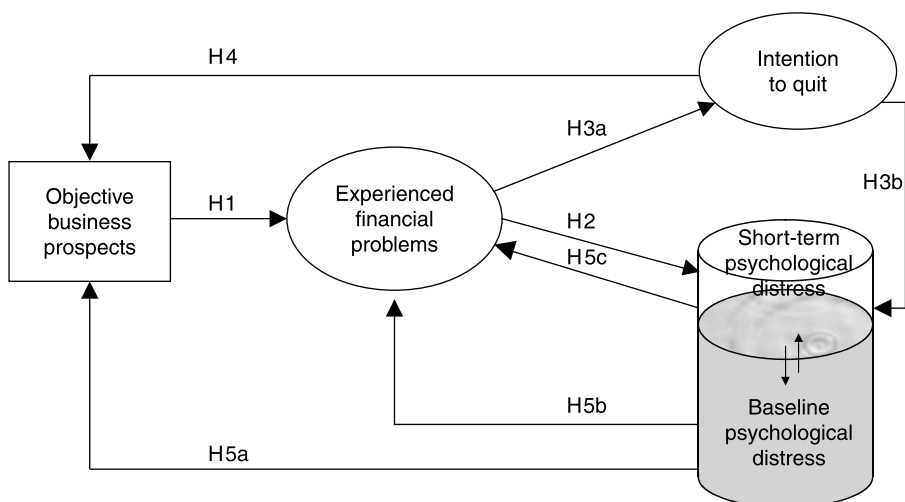 H4
Intention
to quit
H3a
H3b
Objective
business
prospects
H1
Experienced
financial
problems
H2
H5c
Short-term
psychological
distress
H5b
Baseline
psychological
distress
H5a